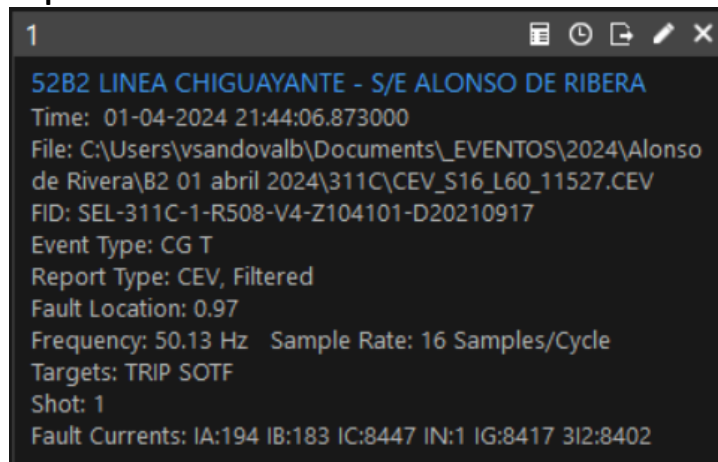 1
52B2 LINEA CHIGUAYANTE - S/E ALONSO DE RIBERA
Time: 01-04-2024 21:44:06.873000
File: C:\Users\vsandovalb\Documents\_EVENTOS\2024\Alonso
de Rivera\B2 01 abril 2024\311C\CEV_S16_L60_11527.CEV
FID: SEL-311C-1-R508-V4-Z104101-D20210917
Event Type: CG T
Report Type: CEV, Filtered
Fault Location: 0.97
Frequency: 50.13 Hz   Sample Rate: 16 Samples/Cycle
Targets: TRIP SOTF
Shot: 1
Fault Currents: IA:194 IB:183 IC:8447 IN:1 IG:8417 3I2:8402